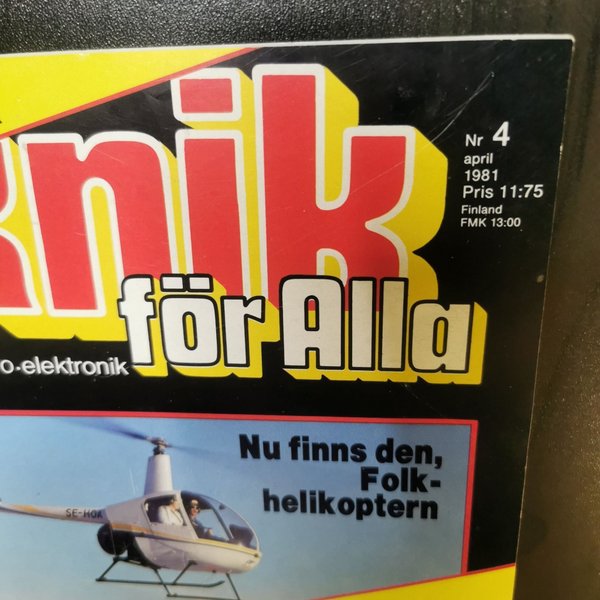 knik
för Alla
Nr 4
april
1981
Pris 11:75
Finland
FMK 13:00
o-elektronik
Nu finns den,
Folk-
helikoptern
SE-HOA